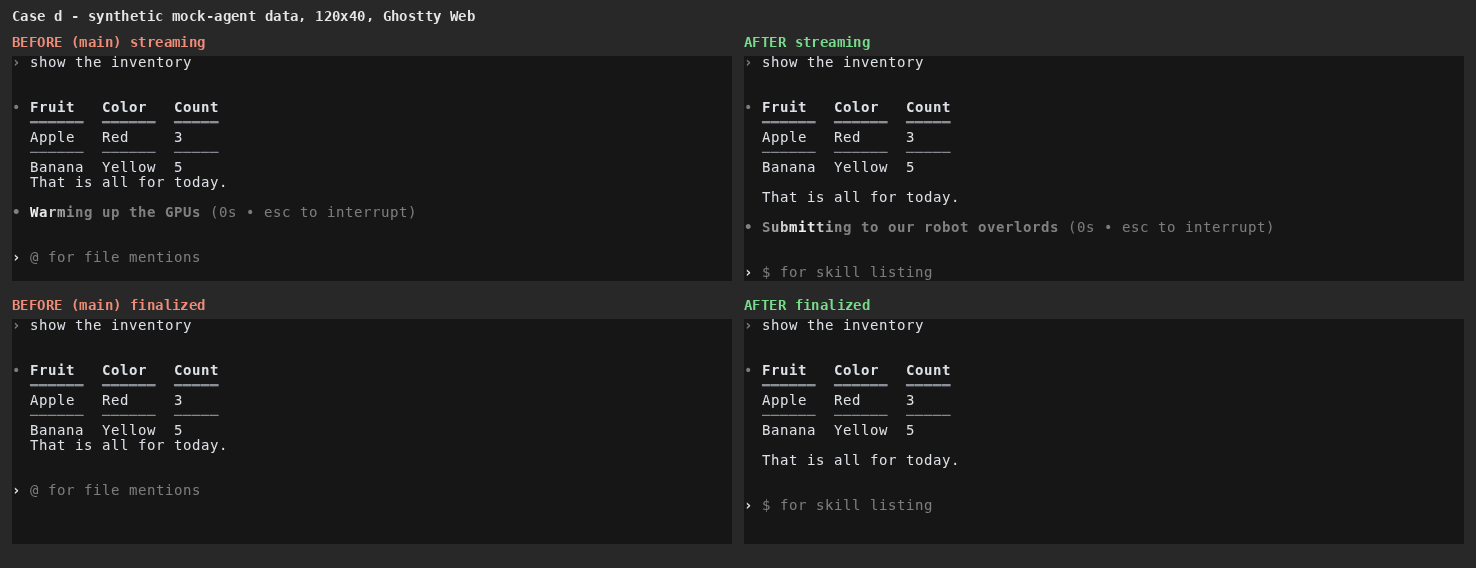 Case d - synthetic mock-agent data, 120x40, Ghostty Web
BEFORE (main) streaming
› show the inventory
• Fruit   Color   Count
Apple   Red     3
Banana  Yellow  5
That is all for today.
• Warming up the GPUs (0s • esc to interrupt)
› @ for file mentions
AFTER streaming
› show the inventory
• Fruit   Color   Count
Apple   Red     3
Banana  Yellow  5
That is all for today.
• Submitting to our robot overlords (0s • esc to interrupt)
› $ for skill listing
BEFORE (main) finalized
› show the inventory
• Fruit   Color   Count
Apple   Red     3
Banana  Yellow  5
That is all for today.
› @ for file mentions
AFTER finalized
› show the inventory
• Fruit   Color   Count
Apple   Red     3
Banana  Yellow  5
That is all for today.
› $ for skill listing